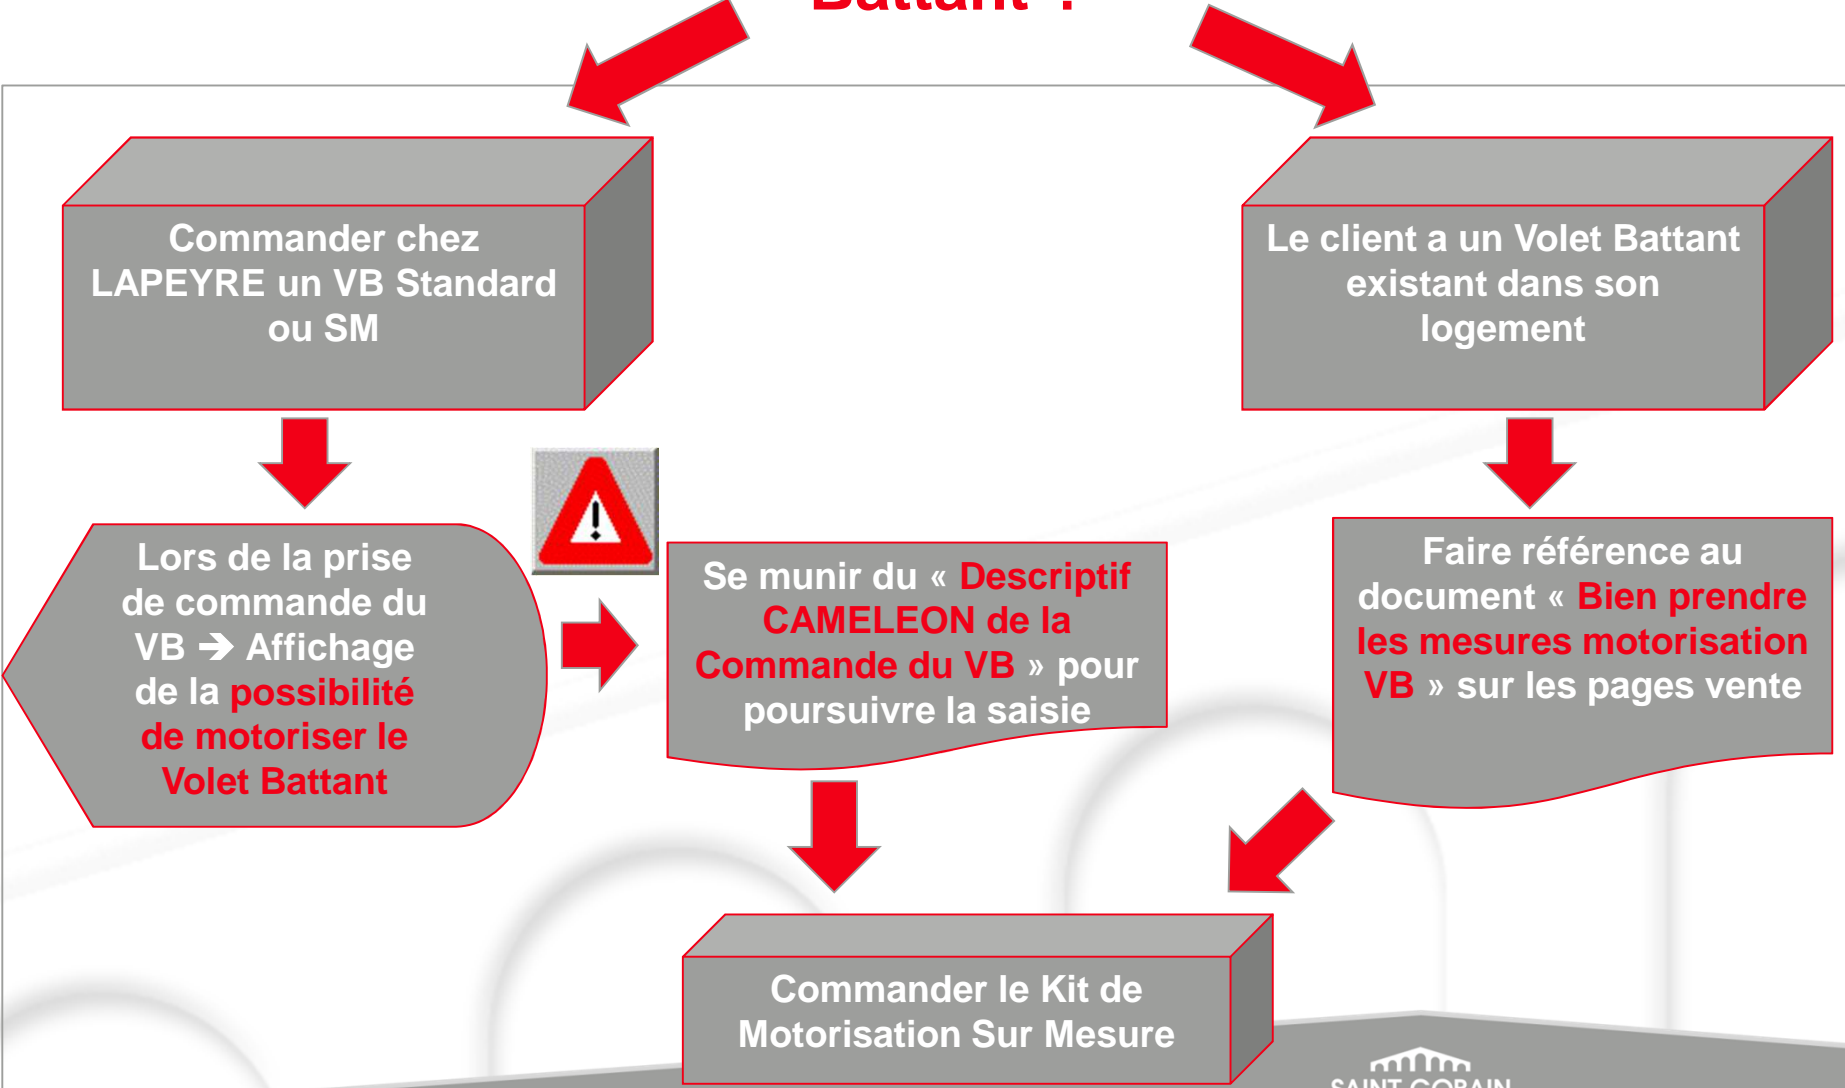 Battant ?
Commander chez
LAPEYRE un VB Standard
ou SM
Le client a un Volet Battant
existant dans son
logement
Lors de la prise
de commande du
VB → Affichage
de la possibilité
de motoriser le
Volet Battant
Se munir du « Descriptif
CAMELEON de la
Commande du VB » pour
poursuivre la saisie
Faire référence au
document « Bien prendre
les mesures motorisation
VB » sur les pages vente
Commander le Kit de
Motorisation Sur Mesure
SAINT-GOBAIN